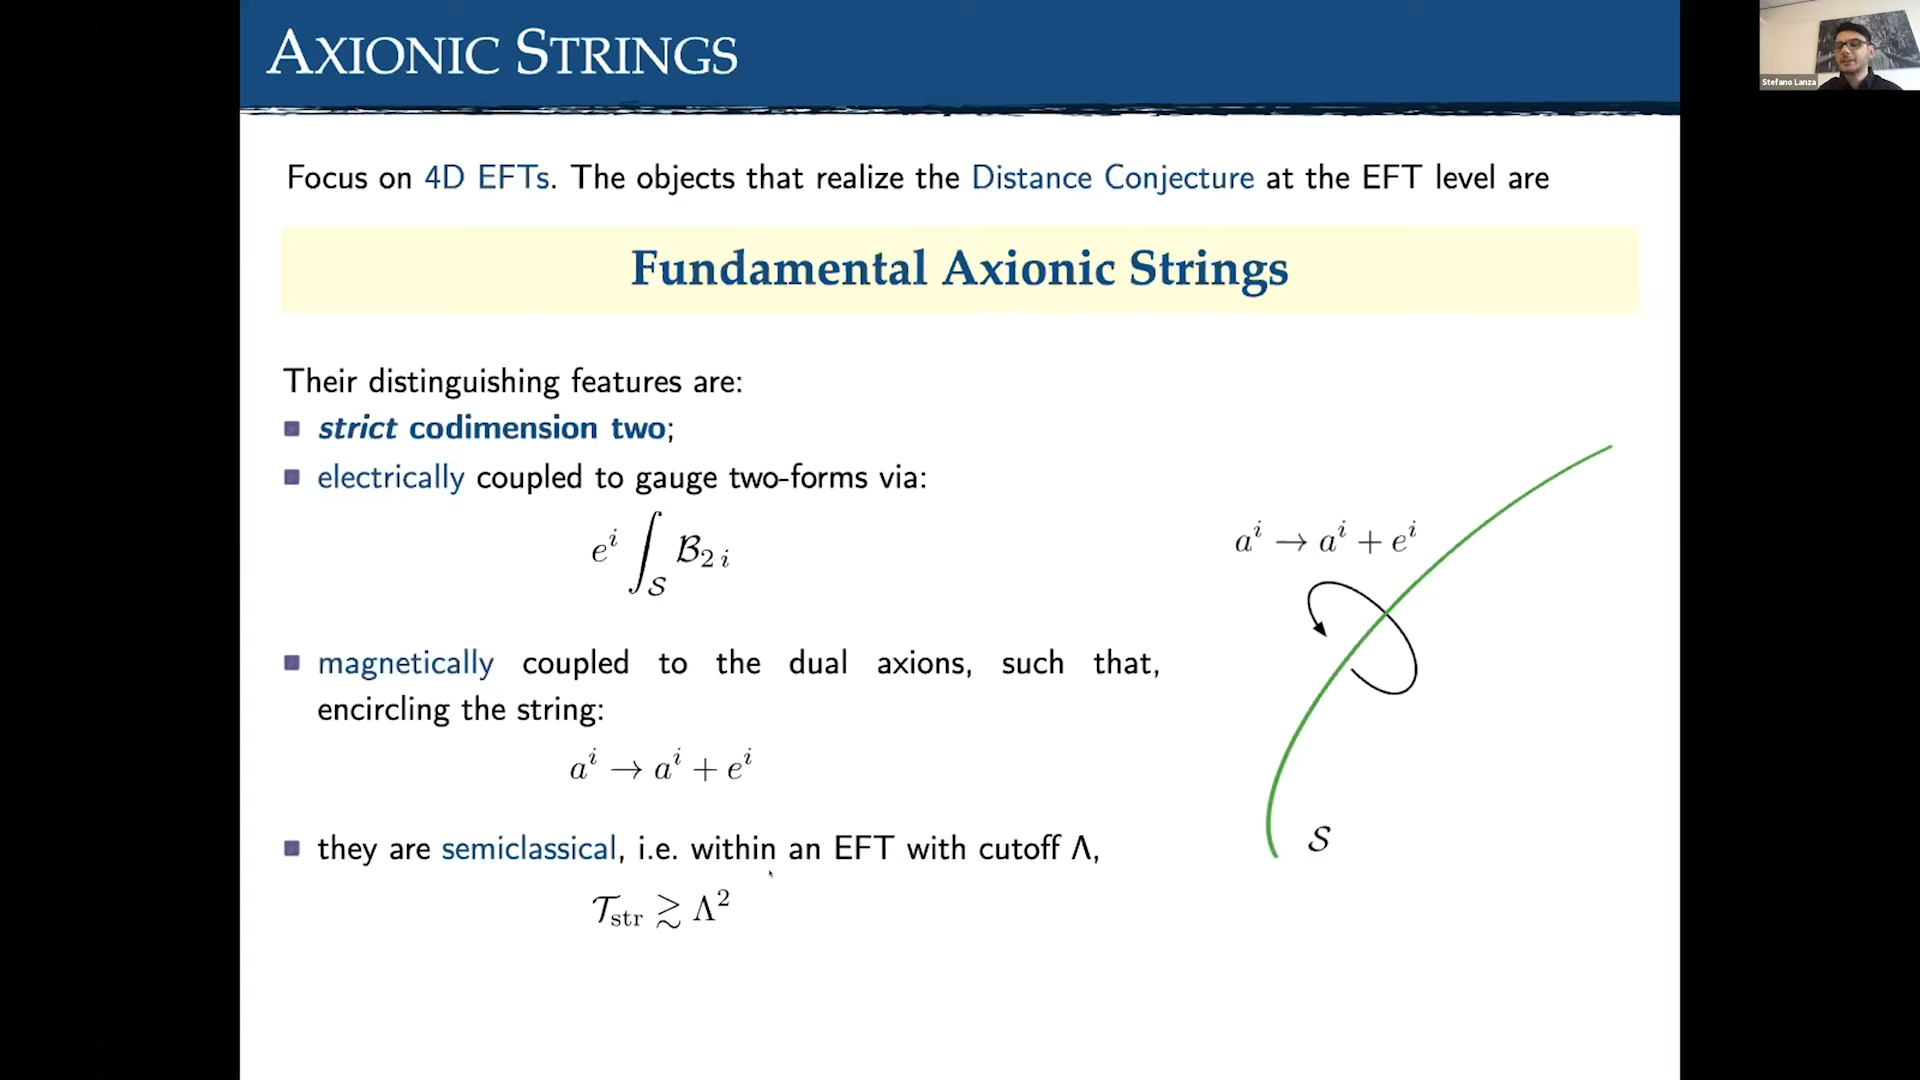 AXIONIC STRINGS
Stefano Lanza
Focus on 4D EFTs. The objects that realize the Distance Conjecture at the EFT level are
Fundamental Axionic Strings
Their distinguishing features are:
strict codimension two;
electrically coupled to gauge two-forms via:
e^i ∫_S B_{2 i}
a^i → a^i + e^i
magnetically coupled to the dual axions, such that,
encircling the string:
a^i → a^i + e^i
S
they are semiclassical, i.e. within an EFT with cutoff Λ,
T_str ≳ Λ^2